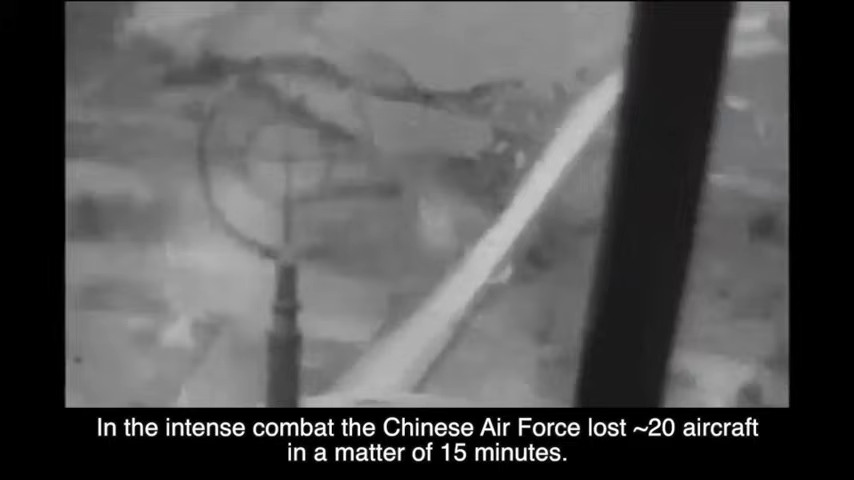 In the intense combat the Chinese Air Force lost ~20 aircraft
in a matter of 15 minutes.